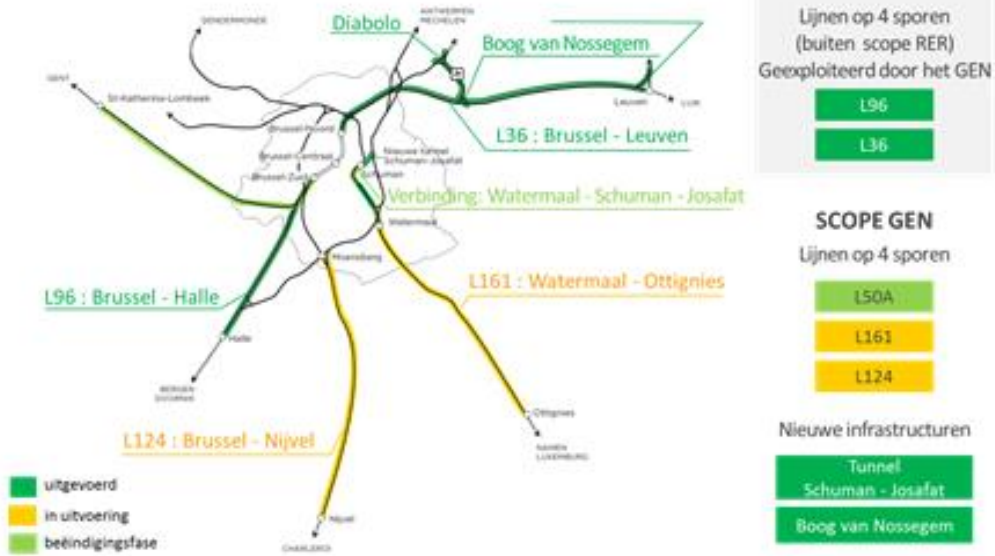 DENDERMONDE
ANTWERPEN
MECHELEN
Diabolo
Boog van Nossegem
GENT
St-Katherina-Lombeek
Leuven
LUIK
Brussel-Noord
L36 : Brussel - Leuven
Brussel-Centraal
Nieuwe tunnel
Schuman-Josafat
Schuman
Brussel-Zuid
Verbinding: Watermaal - Schuman - Josafat
Watermaal
Moensberg
L161 : Watermaal - Ottignies
L96 : Brussel - Halle
Halle
BERGEN
DOORNIK
Ottignies
NAMEN
LUXEMBURG
L124 : Brussel - Nijvel
Nijvel
CHARLEROI
uitgevoerd
in uitvoering
beëindigingsfase
Lijnen op 4 sporen
(buiten scope RER)
Geexploiteerd door het GEN
L96
L36
SCOPE GEN
Lijnen op 4 sporen
L50A
L161
L124
Nieuwe infrastructuren
Tunnel
Schuman - Josafat
Boog van Nossegem